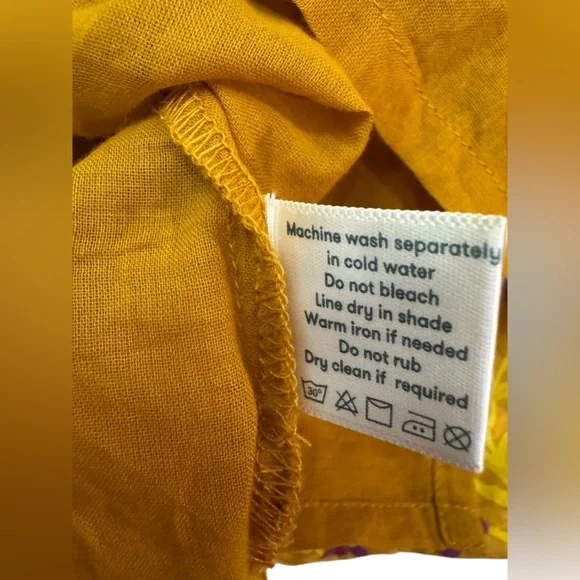 Machine wash separately
in cold water
Do not bleach
Line dry in shade
Warm iron if needed
Do not rub
Dry clean if required
30°